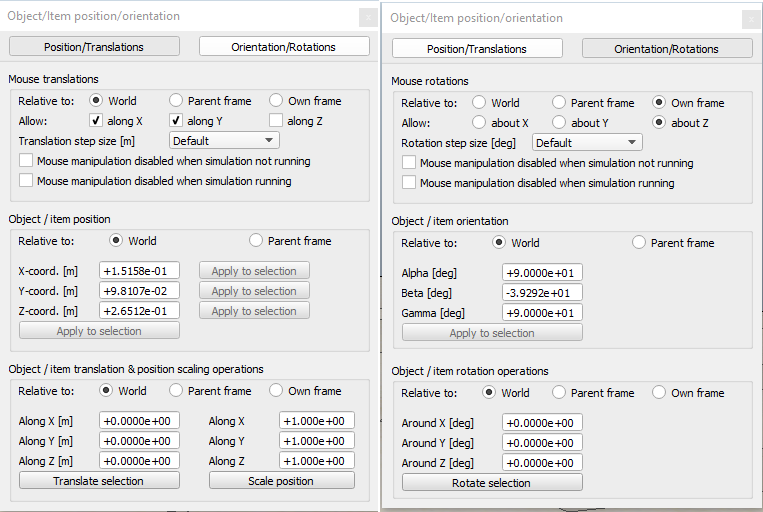 Object/Item position/orientation
Position/Translations Orientation/Rotations
Mouse translations
Relative to: World Parent frame Own frame
Allow: along X along Y along Z
Translation step size [m] Default
Mouse manipulation disabled when simulation not running
Mouse manipulation disabled when simulation running
Object / item position
Relative to: World Parent frame
X-coord. [m] +1.5158e-01 Apply to selection
Y-coord. [m] +9.8107e-02 Apply to selection
Z-coord. [m] +2.6512e-01 Apply to selection
Apply to selection
Object / item translation & position scaling operations
Relative to: World Parent frame Own frame
Along X [m] +0.0000e+00 Along X +1.000e+00
Along Y [m] +0.0000e+00 Along Y +1.000e+00
Along Z [m] +0.0000e+00 Along Z +1.000e+00
Translate selection Scale position
Object/Item position/orientation
Position/Translations Orientation/Rotations
Mouse rotations
Relative to: World Parent frame Own frame
Allow: about X about Y about Z
Rotation step size [deg] Default
Mouse manipulation disabled when simulation not running
Mouse manipulation disabled when simulation running
Object / item orientation
Relative to: World Parent frame
Alpha [deg] +9.0000e+01
Beta [deg] -3.9292e+01
Gamma [deg] +9.0000e+01
Apply to selection
Object / item rotation operations
Relative to: World Parent frame Own frame
Around X [deg] +0.0000e+00
Around Y [deg] +0.0000e+00
Around Z [deg] +0.0000e+00
Rotate selection